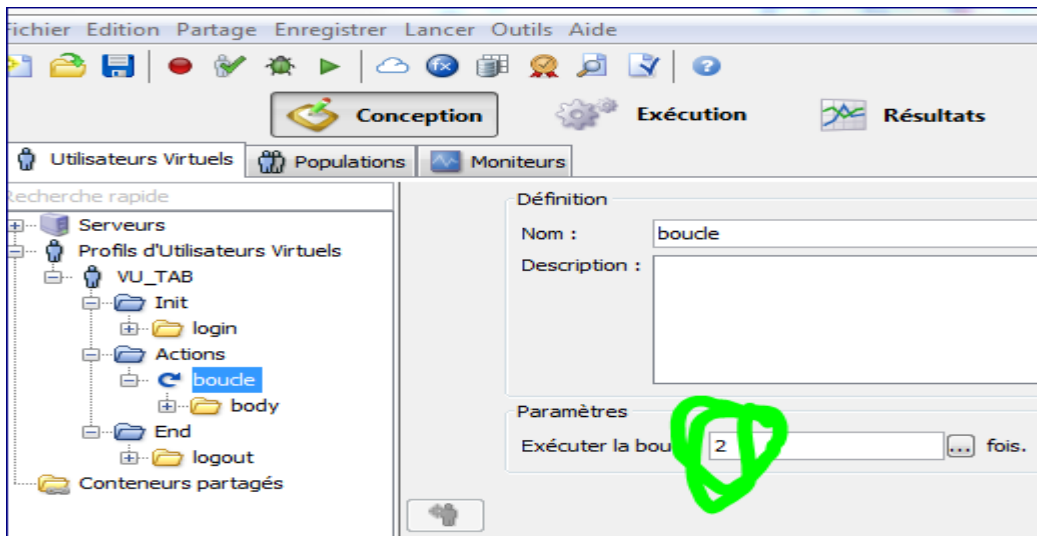 Fichier Edition Partage Enregistrer Lancer Outils Aide
Conception Exécution Résultats
Utilisateurs Virtuels Populations Moniteurs
Recherche rapide
Serveurs
Profils d'Utilisateurs Virtuels
VU_TAB
Init
login
Actions
boucle
body
End
logout
Conteneurs partagés
Définition
Nom : boucle
Description :
Paramètres
Exécuter la bou 2 ... fois.